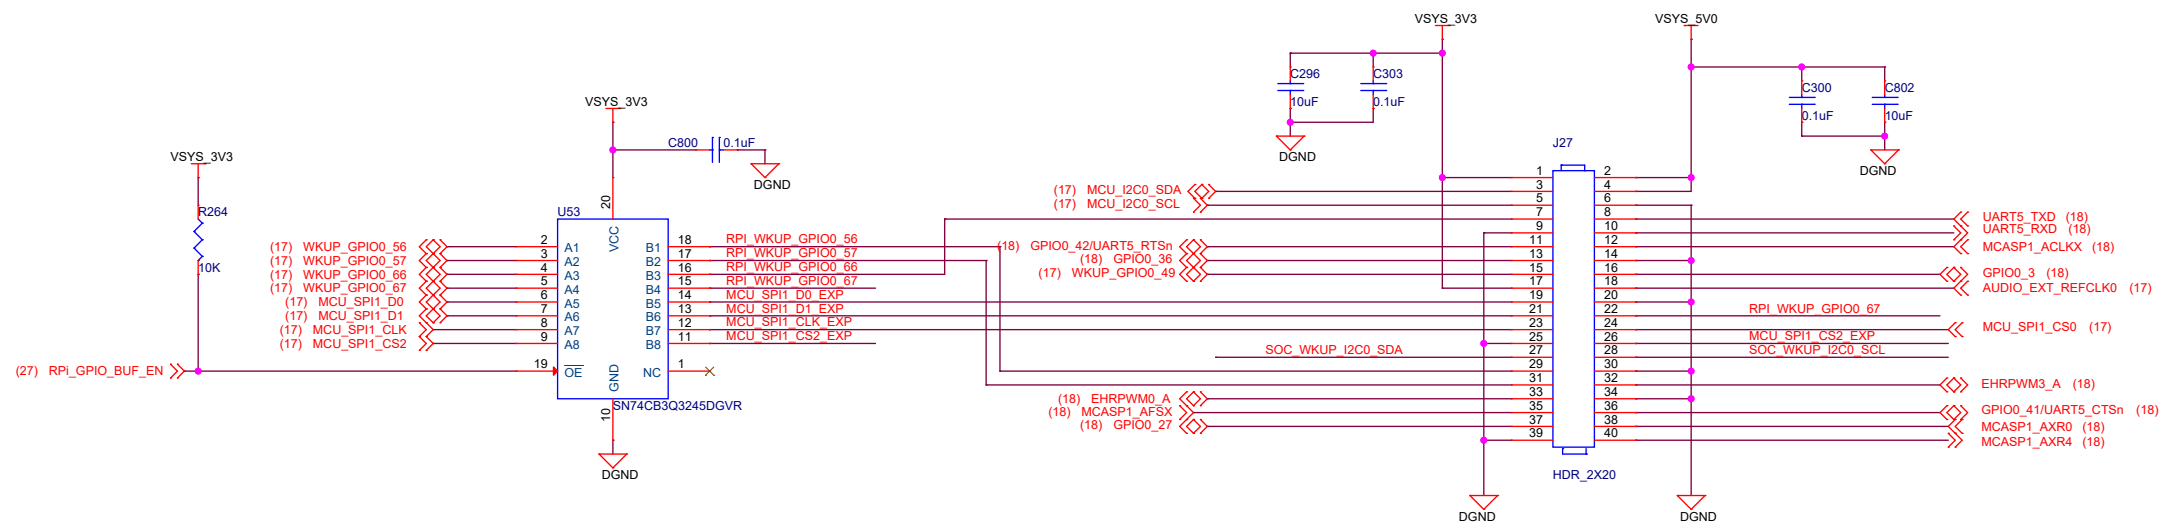 VSYS_3V3
VSYS_5V0
C296
10uF
C303
0.1uF
DGND
C300
0.1uF
C802
10uF
DGND
VSYS_3V3
C800
0.1uF
DGND
VSYS_3V3
R264
10K
U53
20
VCC
(17) WKUP_GPIO0_56 2 A1 B1 18 RPI_WKUP_GPIO0_56
(17) WKUP_GPIO0_57 3 A2 B2 17 RPI_WKUP_GPIO0_57
(17) WKUP_GPIO0_66 4 A3 B3 16 RPI_WKUP_GPIO0_66
(17) WKUP_GPIO0_67 5 A4 B4 15 RPI_WKUP_GPIO0_67
(17) MCU_SPI1_D0 6 A5 B5 14 MCU_SPI1_D0_EXP
(17) MCU_SPI1_D1 7 A6 B6 13 MCU_SPI1_D1_EXP
(17) MCU_SPI1_CLK 8 A7 B7 12 MCU_SPI1_CLK_EXP
(17) MCU_SPI1_CS2 9 A8 B8 11 MCU_SPI1_CS2_EXP
(27) RPi_GPIO_BUF_EN 19 OE NC 1
GND
10
SN74CB3Q3245DGVR
DGND
J27
1 2
(17) MCU_I2C0_SDA 3 4
(17) MCU_I2C0_SCL 5 6
7 8 UART5_TXD (18)
9 10 UART5_RXD (18)
(18) GPIO0_42/UART5_RTSn 11 12 MCASP1_ACLKX (18)
(18) GPIO0_36 13 14
(17) WKUP_GPIO0_49 15 16 GPIO0_3 (18)
17 18 AUDIO_EXT_REFCLK0 (17)
19 20
21 22 RPI_WKUP_GPIO0_67
23 24 MCU_SPI1_CS0 (17)
25 26 MCU_SPI1_CS2_EXP
SOC_WKUP_I2C0_SDA 27 28 SOC_WKUP_I2C0_SCL
29 30
31 32 EHRPWM3_A (18)
(18) EHRPWM0_A 33 34
(18) MCASP1_AFSX 35 36 GPIO0_41/UART5_CTSn (18)
(18) GPIO0_27 37 38 MCASP1_AXR0 (18)
39 40 MCASP1_AXR4 (18)
HDR_2X20
DGND
DGND